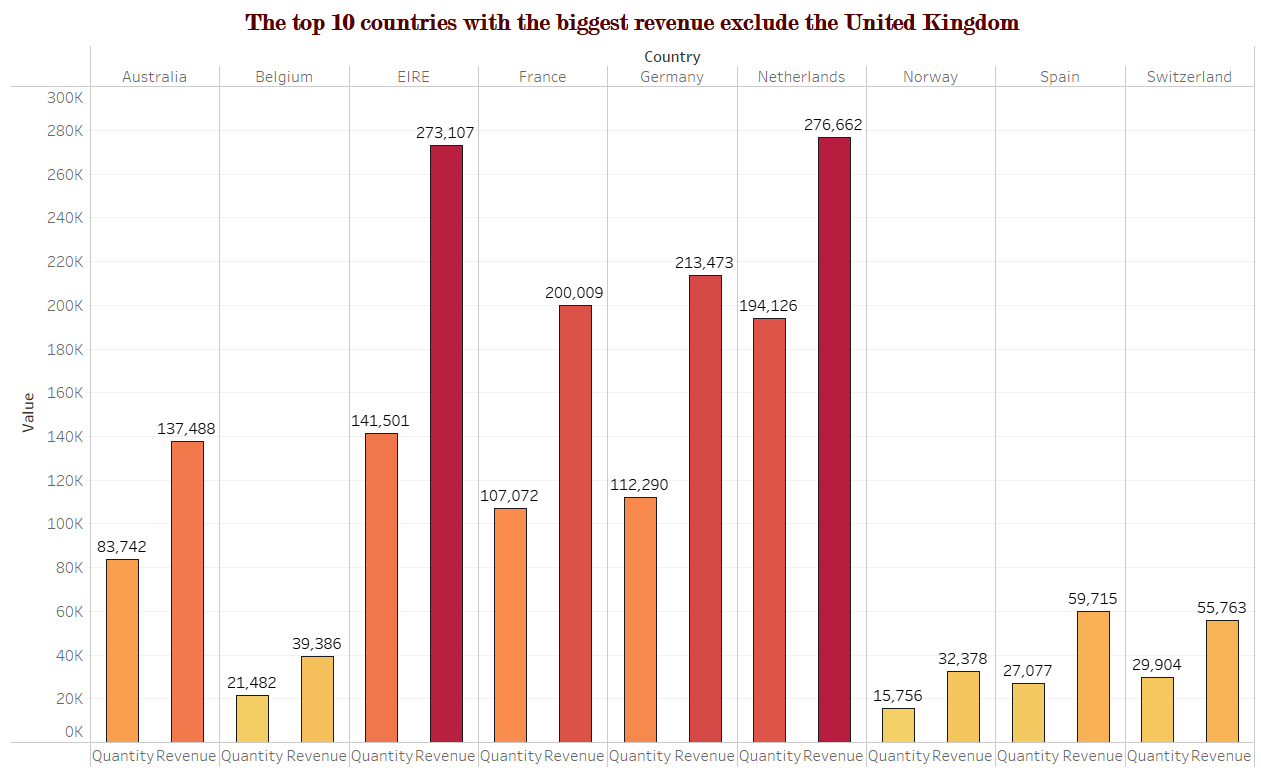 The top 10 countries with the biggest revenue exclude the United Kingdom
Country
Australia Belgium EIRE France Germany Netherlands Norway Spain Switzerland
300K
280K
260K
240K
220K
200K
180K
160K
140K
120K
100K
80K
60K
40K
20K
0K
Value
83,742
137,488
21,482
39,386
141,501
273,107
107,072
200,009
112,290
213,473
194,126
276,662
15,756
32,378
27,077
59,715
29,904
55,763
Quantity Revenue Quantity Revenue Quantity Revenue Quantity Revenue Quantity Revenue Quantity Revenue Quantity Revenue Quantity Revenue Quantity Revenue